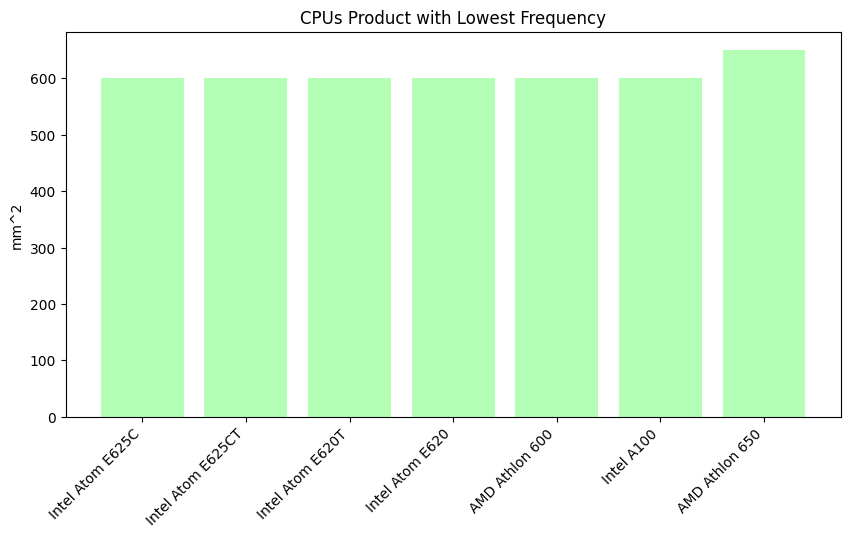 CPUs Product with Lowest Frequency
mm^2
600
500
400
300
200
100
0
Intel Atom E625C
Intel Atom E625CT
Intel Atom E620T
Intel Atom E620
AMD Athlon 600
Intel A100
AMD Athlon 650